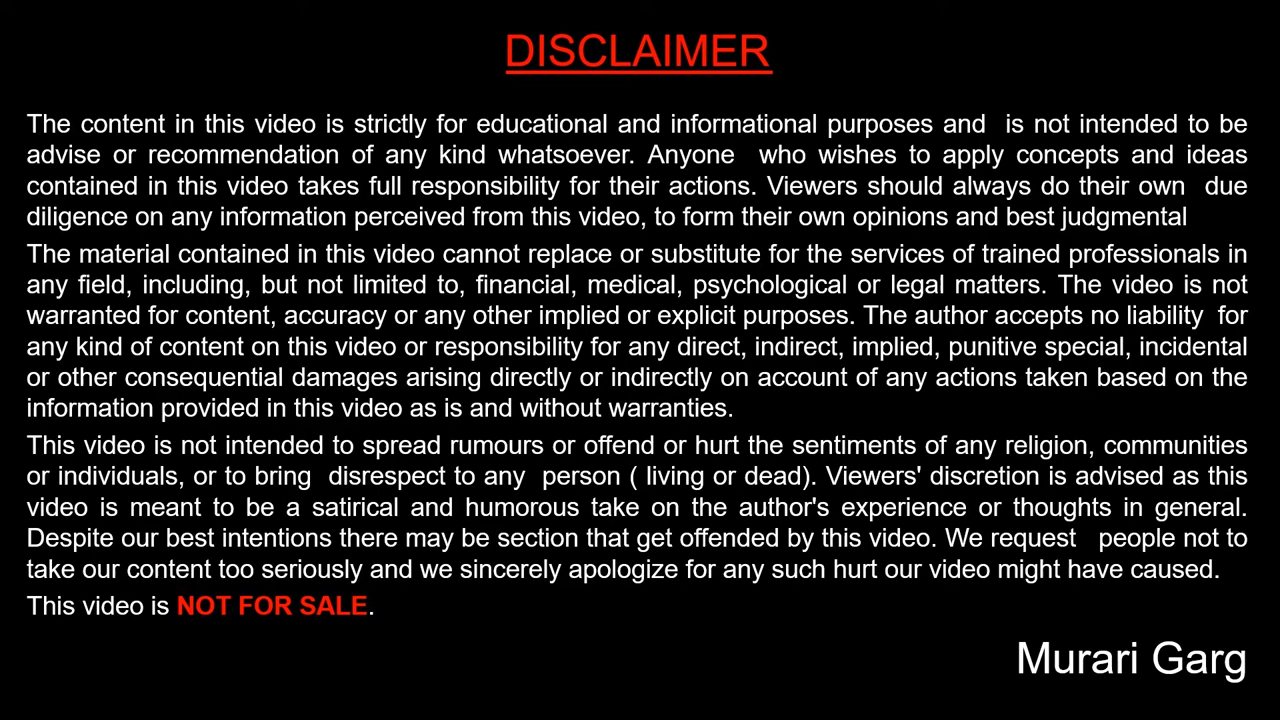 DISCLAIMER
The content in this video is strictly for educational and informational purposes and is not intended to be
advise or recommendation of any kind whatsoever. Anyone who wishes to apply concepts and ideas
contained in this video takes full responsibility for their actions. Viewers should always do their own due
diligence on any information perceived from this video, to form their own opinions and best judgmental
The material contained in this video cannot replace or substitute for the services of trained professionals in
any field, including, but not limited to, financial, medical, psychological or legal matters. The video is not
warranted for content, accuracy or any other implied or explicit purposes. The author accepts no liability for
any kind of content on this video or responsibility for any direct, indirect, implied, punitive special, incidental
or other consequential damages arising directly or indirectly on account of any actions taken based on the
information provided in this video as is and without warranties.
This video is not intended to spread rumours or offend or hurt the sentiments of any religion, communities
or individuals, or to bring disrespect to any person ( living or dead). Viewers' discretion is advised as this
video is meant to be a satirical and humorous take on the author's experience or thoughts in general.
Despite our best intentions there may be section that get offended by this video. We request people not to
take our content too seriously and we sincerely apologize for any such hurt our video might have caused.
This video is NOT FOR SALE.
Murari Garg